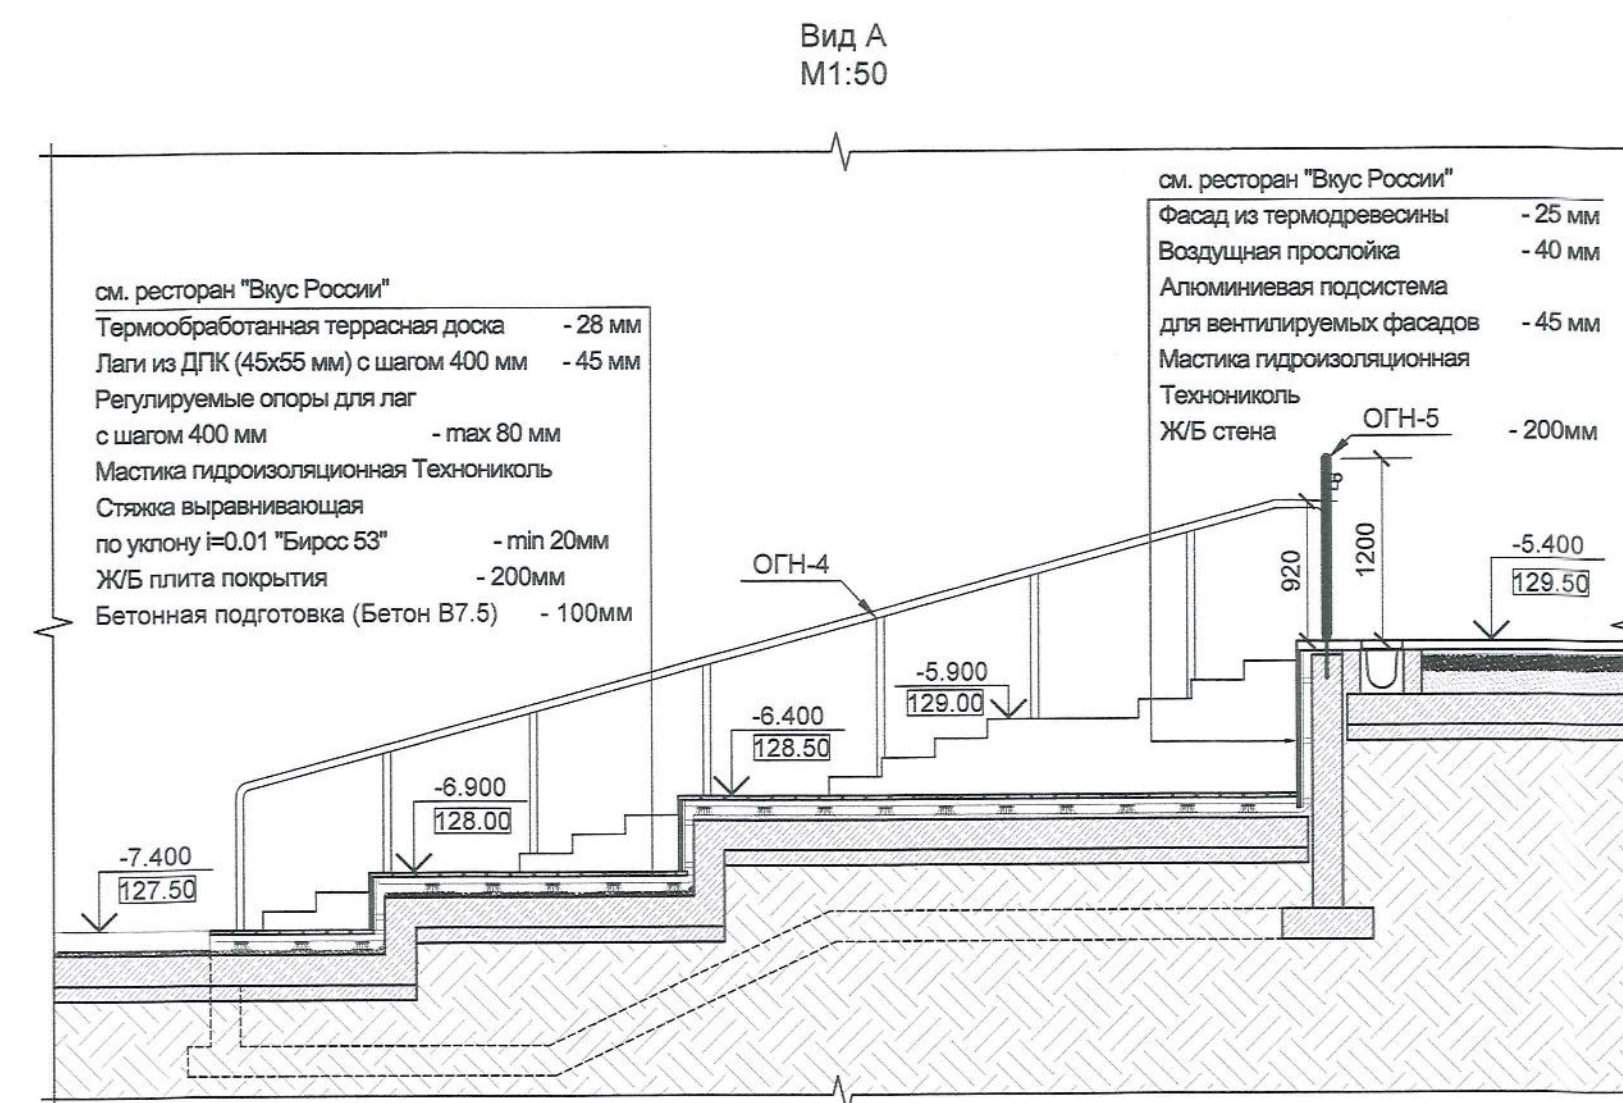 Вид А
М1:50
см. ресторан "Вкус России"
Фасад из термодревесины - 25 мм
Воздушная прослойка - 40 мм
Алюминиевая подсистема
для вентилируемых фасадов - 45 мм
Мастика гидроизоляционная
Технониколь
Ж/Б стена - 200мм
см. ресторан "Вкус России"
Термообработанная террасная доска - 28 мм
Лаги из ДПК (45х55 мм) с шагом 400 мм - 45 мм
Регулируемые опоры для лаг
с шагом 400 мм - max 80 мм
Мастика гидроизоляционная Технониколь
Стяжка выравнивающая
по уклону i=0.01 "Бирсс 53" - min 20мм
Ж/Б плита покрытия - 200мм
Бетонная подготовка (Бетон В7.5) - 100мм
ОГН-5
ОГН-4
920
1200
-5.400
129.50
-5.900
129.00
-6.400
128.50
-6.900
128.00
-7.400
127.50